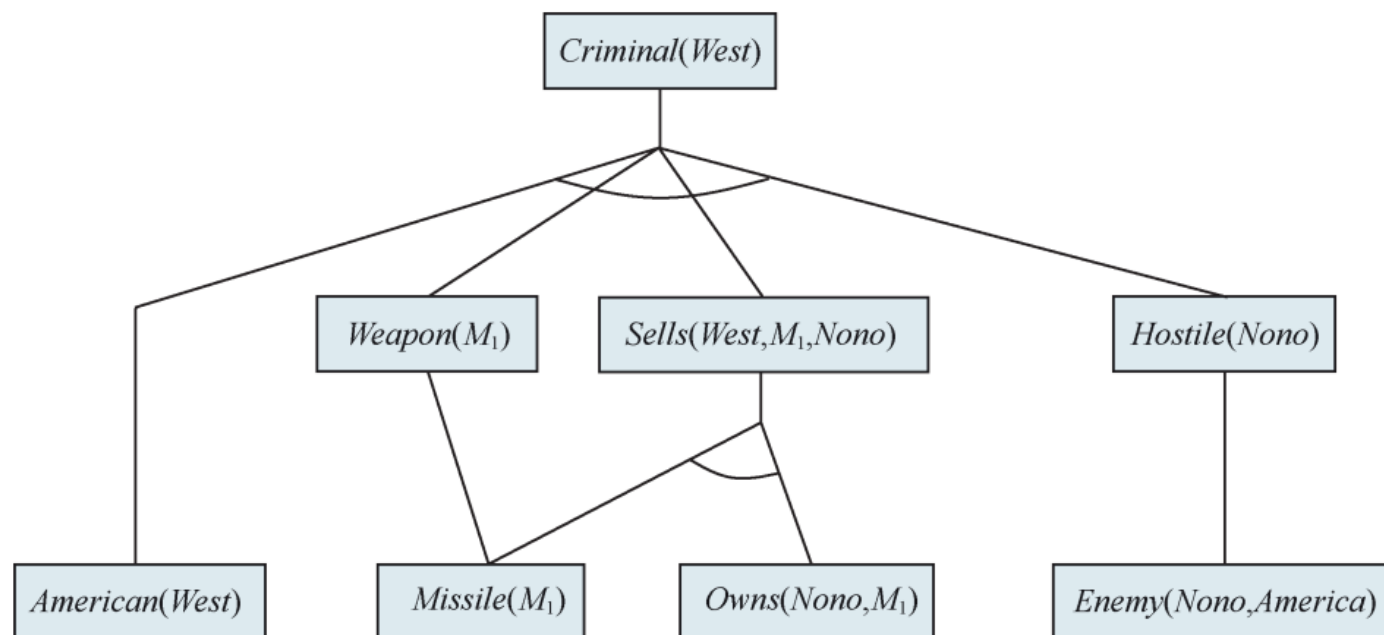 Criminal(West)
Weapon(M₁)
Sells(West,M₁,Nono)
Hostile(Nono)
American(West)
Missile(M₁)
Owns(Nono,M₁)
Enemy(Nono,America)